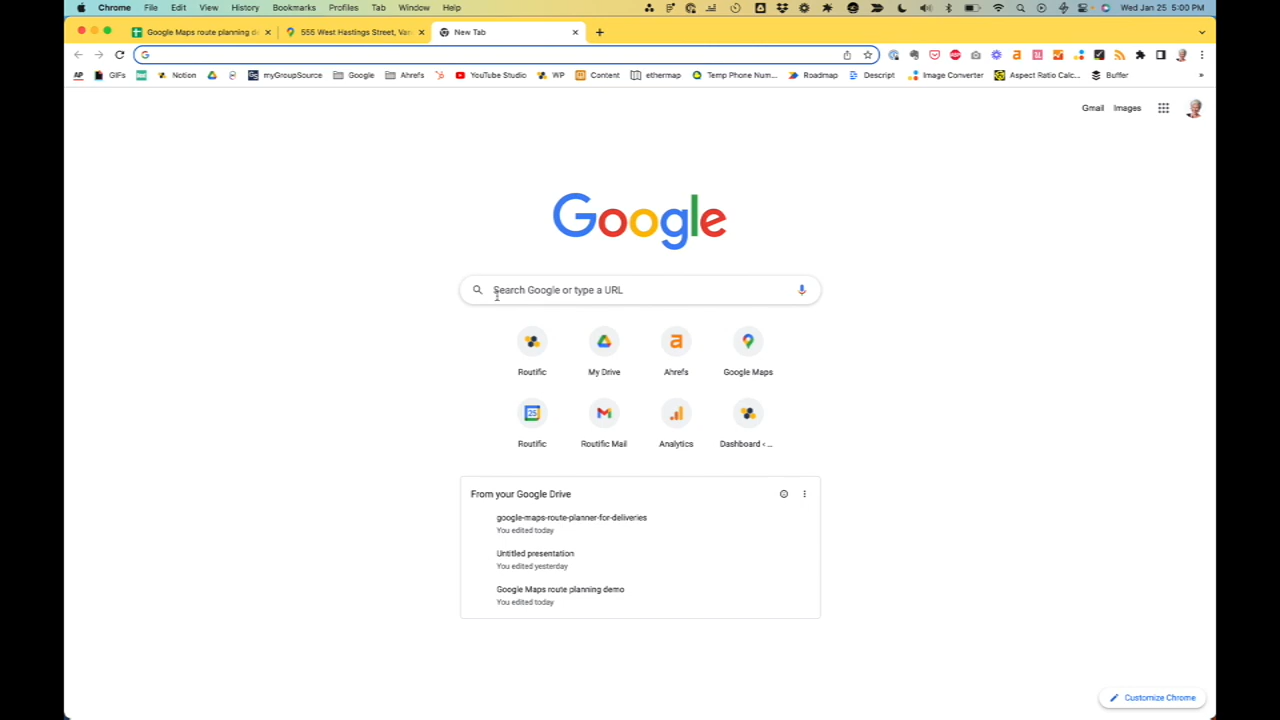 Chrome File Edit View History Bookmarks Profiles Tab Window Help Wed Jan 25 5:00 PM
Google Maps route planning d 555 West Hastings Street, Van New Tab
AP GIFs Notion myGroupSource Google Ahrefs YouTube Studio WP Content ethermap Temp Phone Num... Roadmap Descript Image Converter Aspect Ratio Calc... Buffer »
Gmail Images
Google
Search Google or type a URL
Routific My Drive Ahrefs Google Maps
25
Routific Routific Mail Analytics Dashboard ‹ ...
From your Google Drive
google-maps-route-planner-for-deliveries
You edited today
Untitled presentation
You edited yesterday
Google Maps route planning demo
You edited today
Customize Chrome